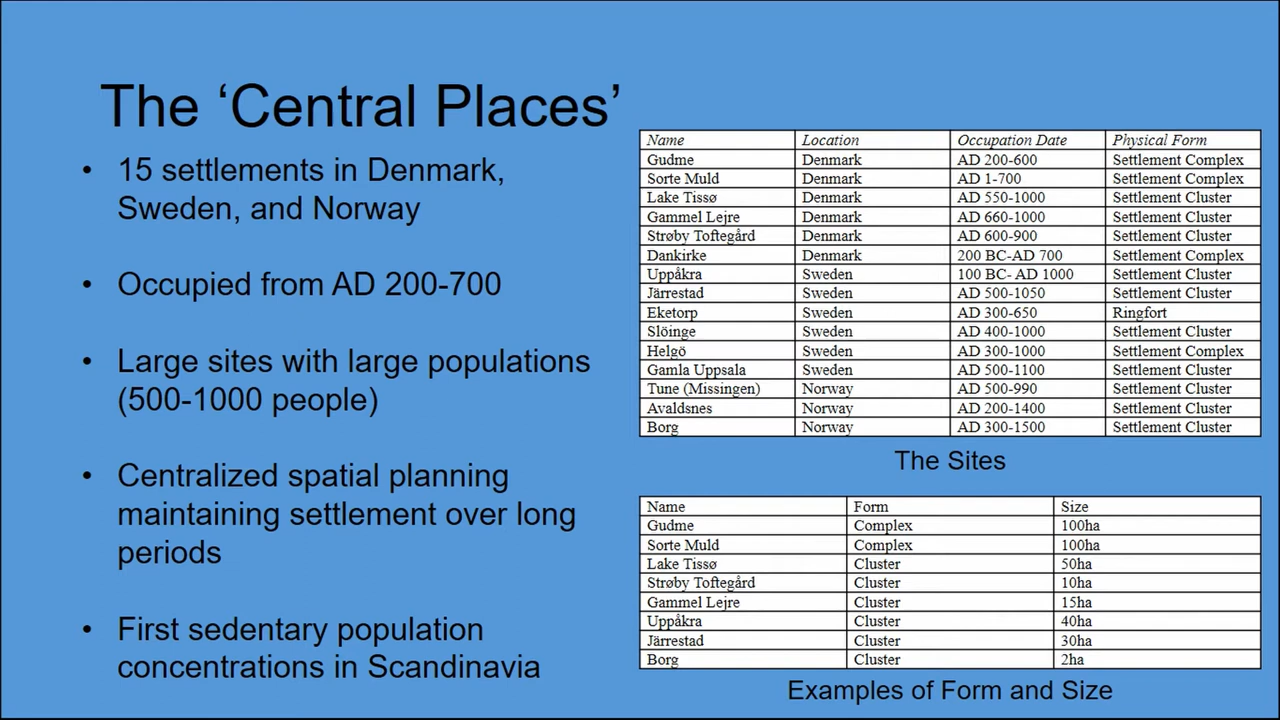 The ‘Central Places’
• 15 settlements in Denmark,
Sweden, and Norway
• Occupied from AD 200-700
• Large sites with large populations
(500-1000 people)
• Centralized spatial planning
maintaining settlement over long
periods
• First sedentary population
concentrations in Scandinavia
Name Location Occupation Date Physical Form
Gudme Denmark AD 200-600 Settlement Complex
Sorte Muld Denmark AD 1-700 Settlement Complex
Lake Tissø Denmark AD 550-1000 Settlement Cluster
Gammel Lejre Denmark AD 660-1000 Settlement Cluster
Strøby Toftegård Denmark AD 600-900 Settlement Cluster
Dankirke Denmark 200 BC-AD 700 Settlement Complex
Uppåkra Sweden 100 BC- AD 1000 Settlement Cluster
Järrestad Sweden AD 500-1050 Settlement Cluster
Eketorp Sweden AD 300-650 Ringfort
Slöinge Sweden AD 400-1000 Settlement Cluster
Helgö Sweden AD 300-1000 Settlement Complex
Gamla Uppsala Sweden AD 500-1100 Settlement Cluster
Tune (Missingen) Norway AD 500-990 Settlement Cluster
Avaldsnes Norway AD 200-1400 Settlement Cluster
Borg Norway AD 300-1500 Settlement Cluster
The Sites
Name Form Size
Gudme Complex 100ha
Sorte Muld Complex 100ha
Lake Tissø Cluster 50ha
Strøby Toftegård Cluster 10ha
Gammel Lejre Cluster 15ha
Uppåkra Cluster 40ha
Järrestad Cluster 30ha
Borg Cluster 2ha
Examples of Form and Size